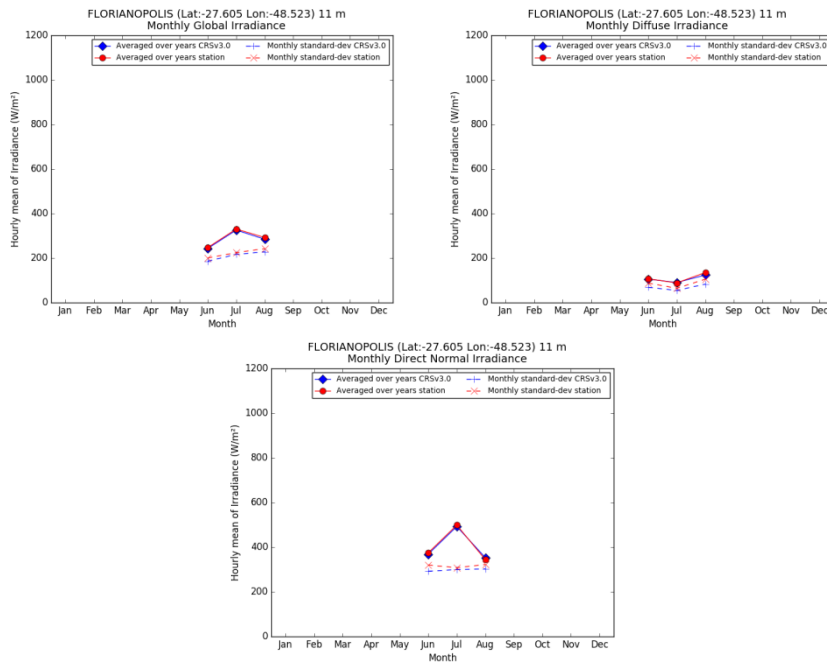 FLORIANOPOLIS (Lat:-27.605 Lon:-48.523) 11 m
Monthly Global Irradiance
1200
1000
800
600
400
200
0
Hourly mean of Irradiance (W/m²)
Averaged over years CRSv3.0
Averaged over years station
Monthly standard-dev CRSv3.0
Monthly standard-dev station
Jan Feb Mar Apr May Jun Jul Aug Sep Oct Nov Dec
Month
FLORIANOPOLIS (Lat:-27.605 Lon:-48.523) 11 m
Monthly Diffuse Irradiance
1200
1000
800
600
400
200
0
Hourly mean of Irradiance (W/m²)
Averaged over years CRSv3.0
Averaged over years station
Monthly standard-dev CRSv3.0
Monthly standard-dev station
Jan Feb Mar Apr May Jun Jul Aug Sep Oct Nov Dec
Month
FLORIANOPOLIS (Lat:-27.605 Lon:-48.523) 11 m
Monthly Direct Normal Irradiance
1200
1000
800
600
400
200
0
Hourly mean of Irradiance (W/m²)
Averaged over years CRSv3.0
Averaged over years station
Monthly standard-dev CRSv3.0
Monthly standard-dev station
Jan Feb Mar Apr May Jun Jul Aug Sep Oct Nov Dec
Month